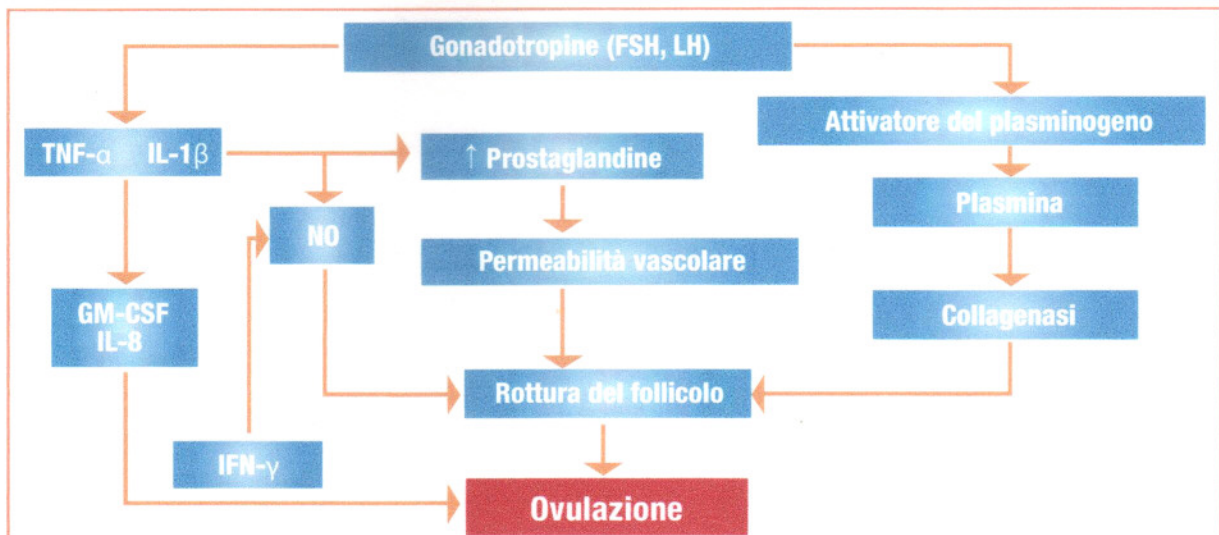 Gonadotropine (FSH, LH)
TNF-α IL-1β
↑ Prostaglandine
Attivatore del plasminogeno
NO
Plasmina
Permeabilità vascolare
GM-CSF
IL-8
Collagenasi
Rottura del follicolo
IFN-γ
Ovulazione